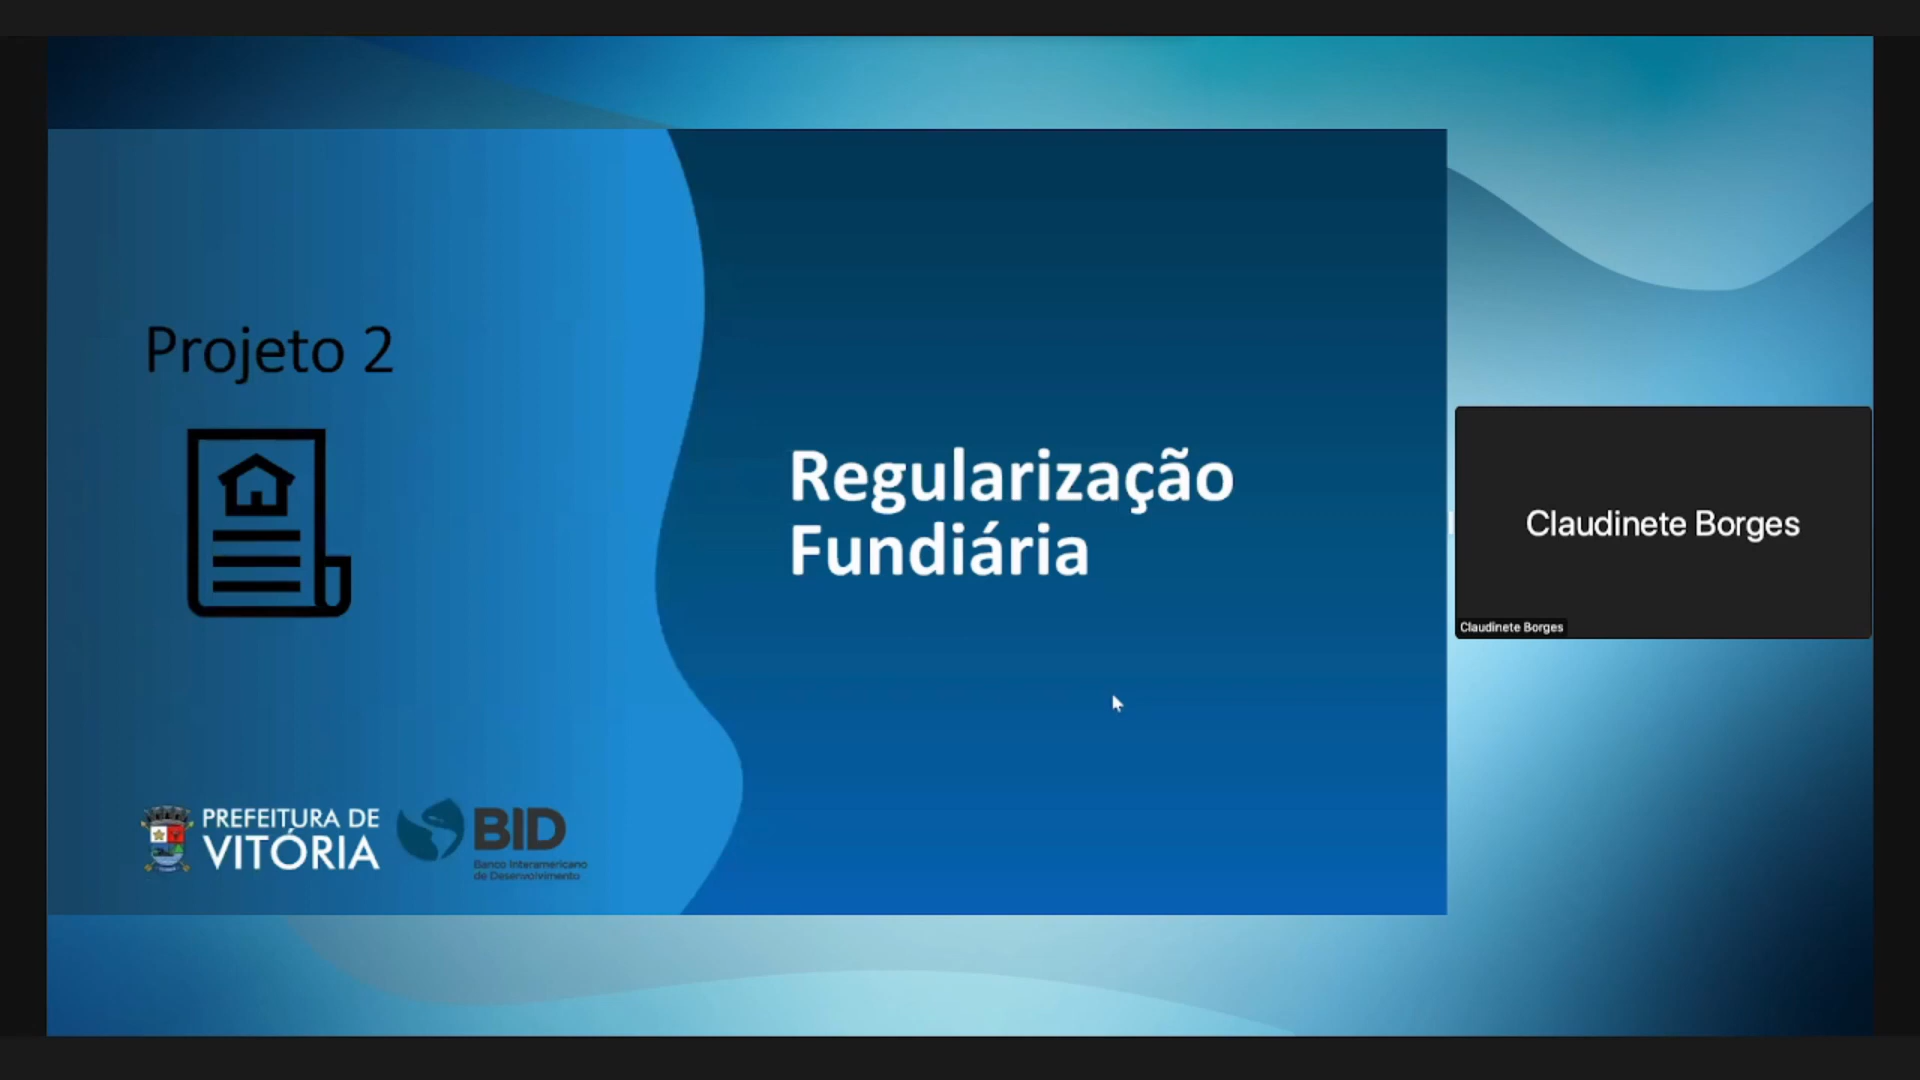 Projeto 2
Regularização
Fundiária
PREFEITURA DE
VITÓRIA
BID
Banco Interamericano
de Desenvolvimento
Claudinete Borges
Claudinete Borges